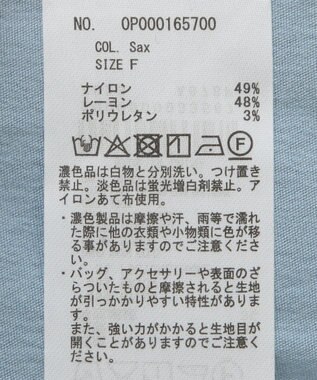 NO. OP000165700
COL. Sax
SIZE F
ナイロン 49%
レーヨン 48%
ポリウレタン 3%
濃色品は白物と分別洗い。つけ置き
禁止。淡色品は蛍光増白剤禁止。ア
イロンあて布使用。
・濃色製品は摩擦や汗、雨等で濡れ
た際に他の衣類や小物類に色が移
る事がありますのでご注意くださ
い。
・バッグ、アクセサリーや表面のざ
らついたものと摩擦されると生地
が引っかかりやすい特性がありま
す。
また、強い力がかかると生地目が
開くことがありますのでご注意く
ださい。